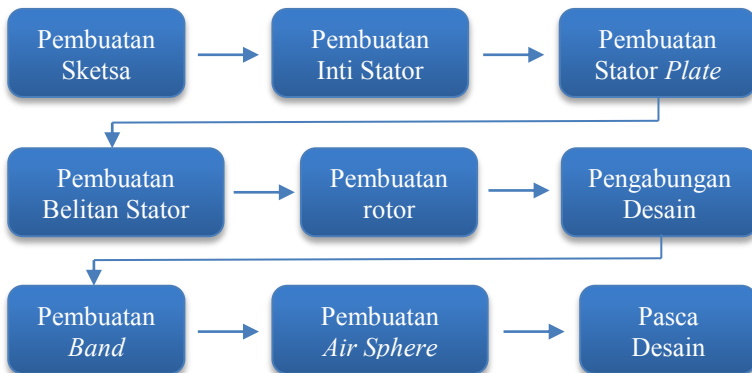 Pembuatan
Sketsa
Pembuatan
Inti Stator
Pembuatan
Stator Plate
Pembuatan
Belitan Stator
Pembuatan
rotor
Pengabungan
Desain
Pembuatan
Band
Pembuatan
Air Sphere
Pasca
Desain